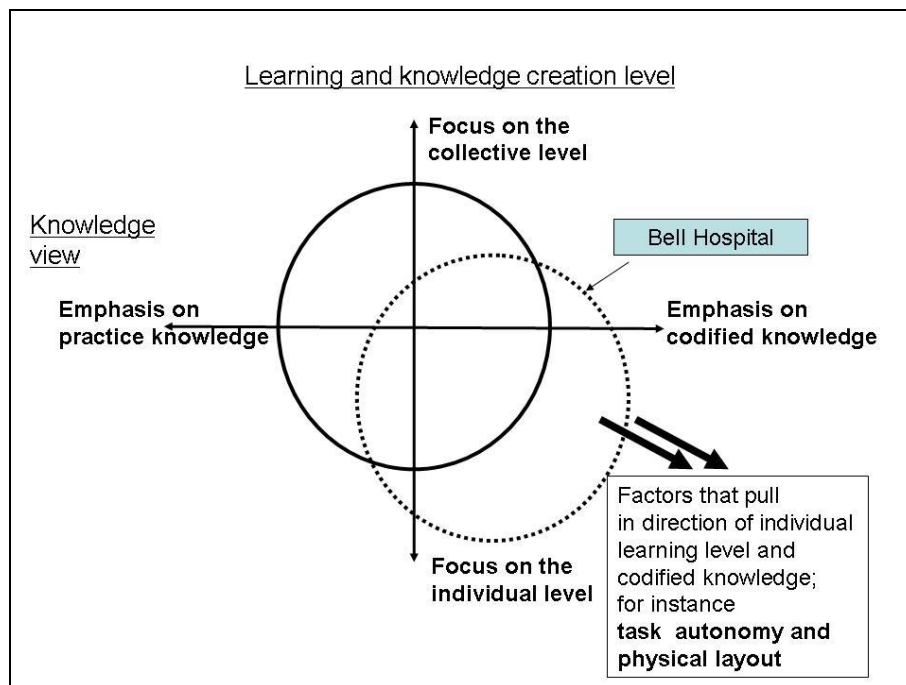 Learning and knowledge creation level
Focus on the
collective level
Knowledge
view
Bell Hospital
Emphasis on
practice knowledge
Emphasis on
codified knowledge
Focus on the
individual level
Factors that pull
in direction of individual
learning level and
codified knowledge;
for instance
task autonomy and
physical layout